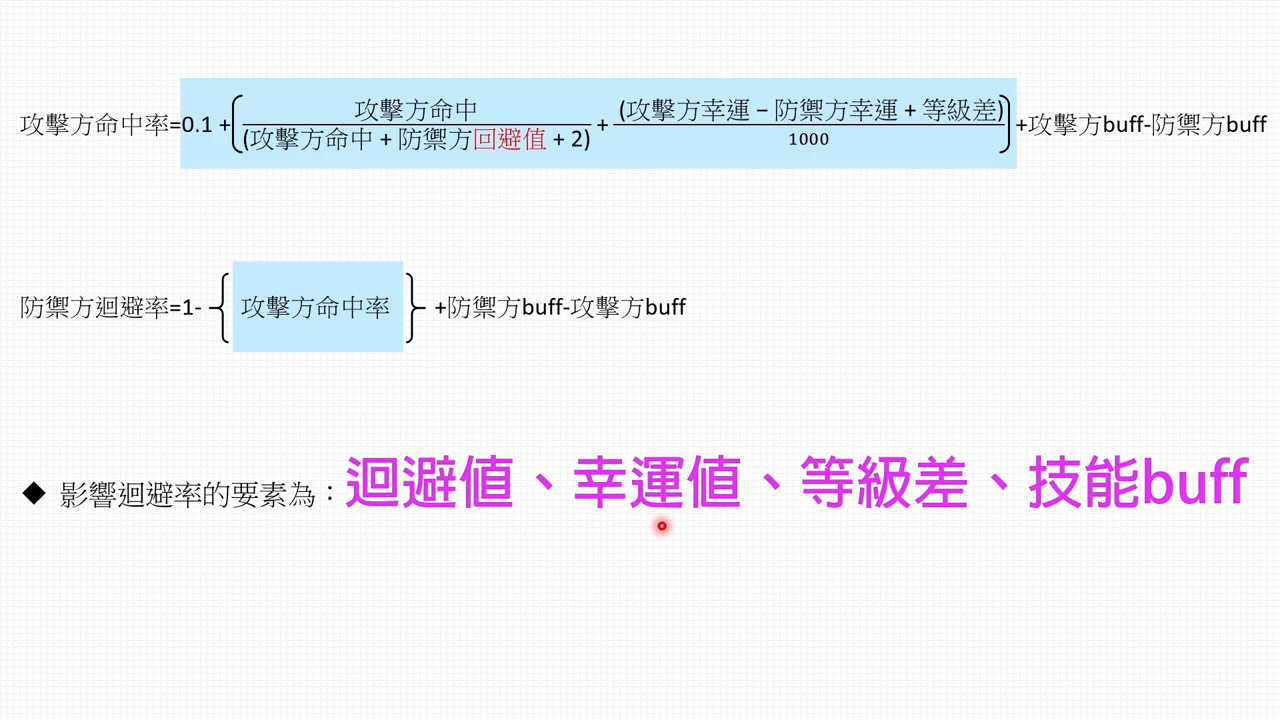 攻擊方命中率=0.1 + (攻擊方命中 / (攻擊方命中 + 防禦方回避值 + 2) + (攻擊方幸運 − 防禦方幸運 + 等級差) / 1000) +攻擊方buff-防禦方buff
防禦方迴避率=1- { 攻擊方命中率 } +防禦方buff-攻擊方buff
◆ 影響迴避率的要素為：迴避值、幸運值、等級差、技能buff